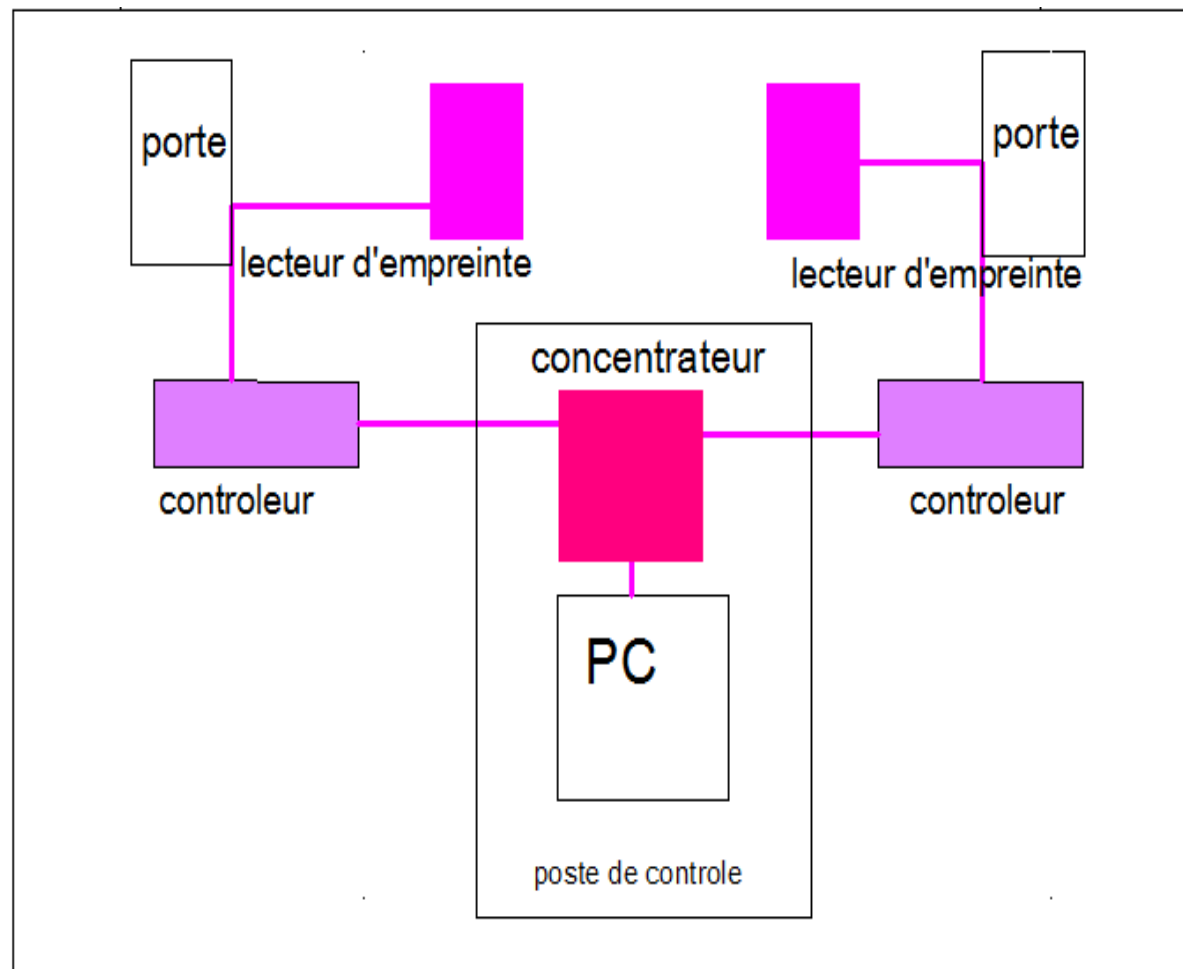 porte
porte
lecteur d'empreinte
lecteur d'empreinte
concentrateur
controleur
controleur
PC
poste de controle